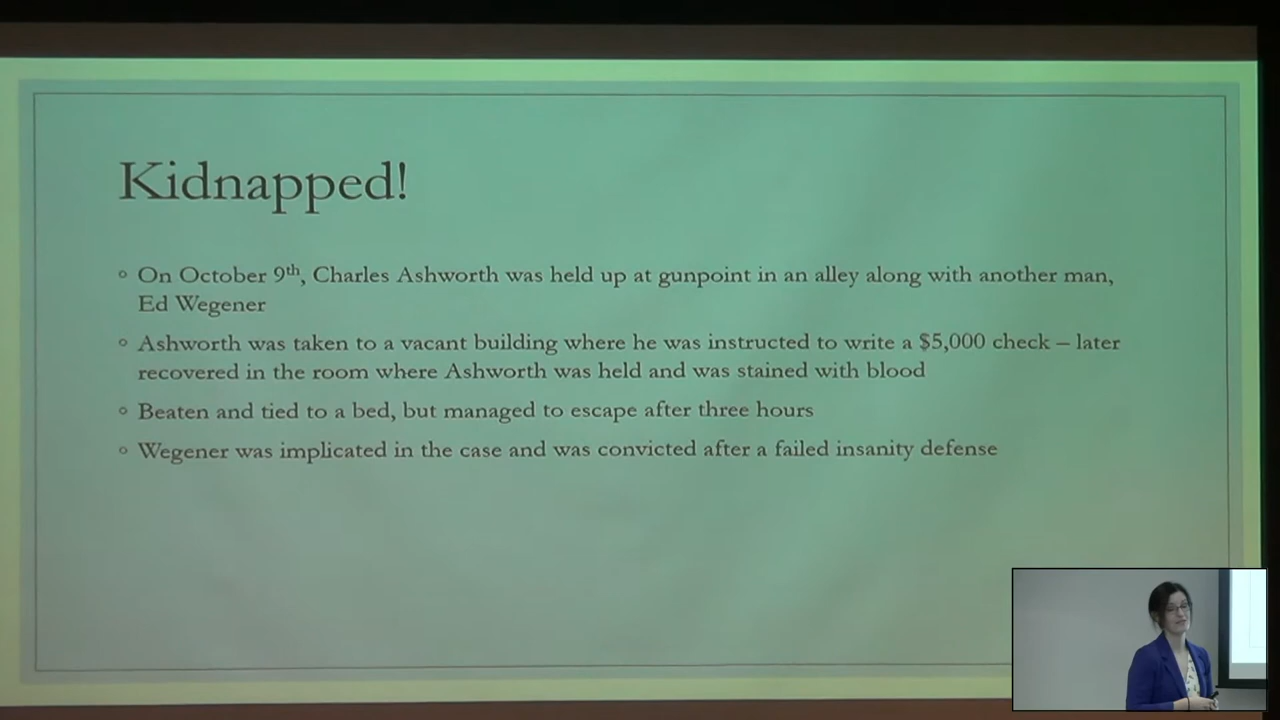 Kidnapped!
◦ On October 9th, Charles Ashworth was held up at gunpoint in an alley along with another man,
Ed Wegener
◦ Ashworth was taken to a vacant building where he was instructed to write a $5,000 check – later
recovered in the room where Ashworth was held and was stained with blood
◦ Beaten and tied to a bed, but managed to escape after three hours
◦ Wegener was implicated in the case and was convicted after a failed insanity defense